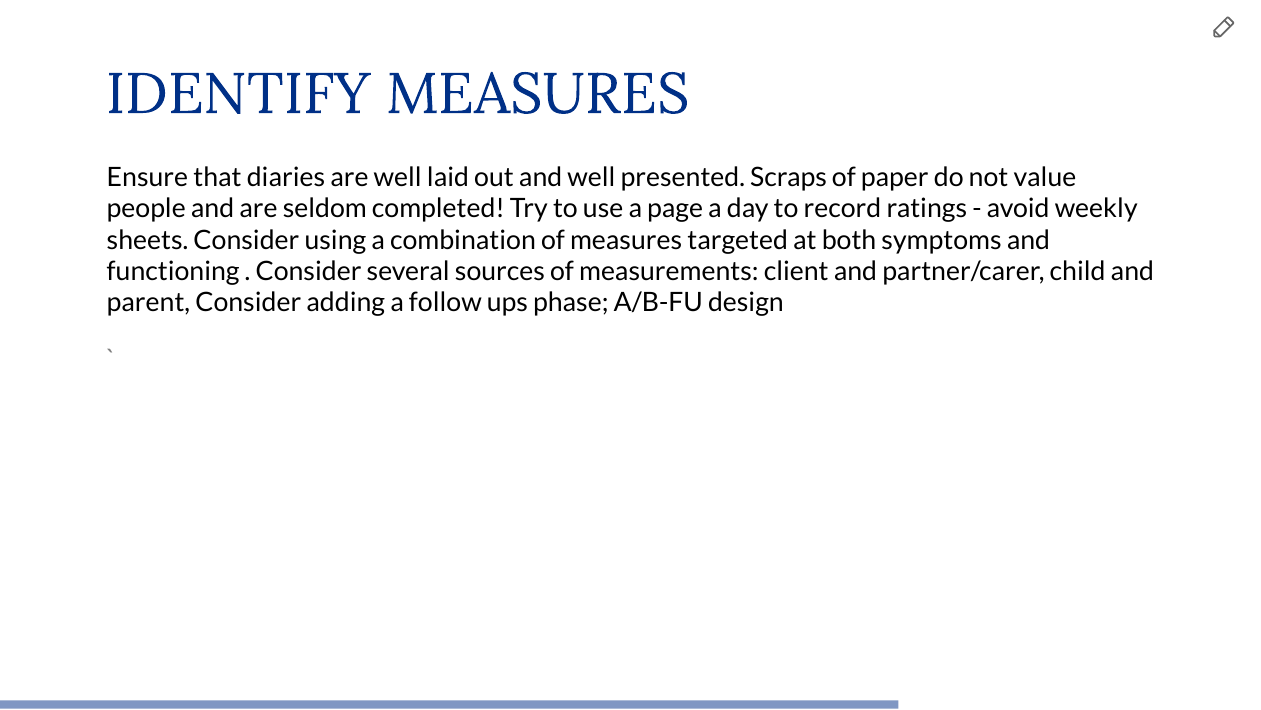 IDENTIFY MEASURES
Ensure that diaries are well laid out and well presented. Scraps of paper do not value
people and are seldom completed! Try to use a page a day to record ratings - avoid weekly
sheets. Consider using a combination of measures targeted at both symptoms and
functioning . Consider several sources of measurements: client and partner/carer, child and
parent, Consider adding a follow ups phase; A/B-FU design
`